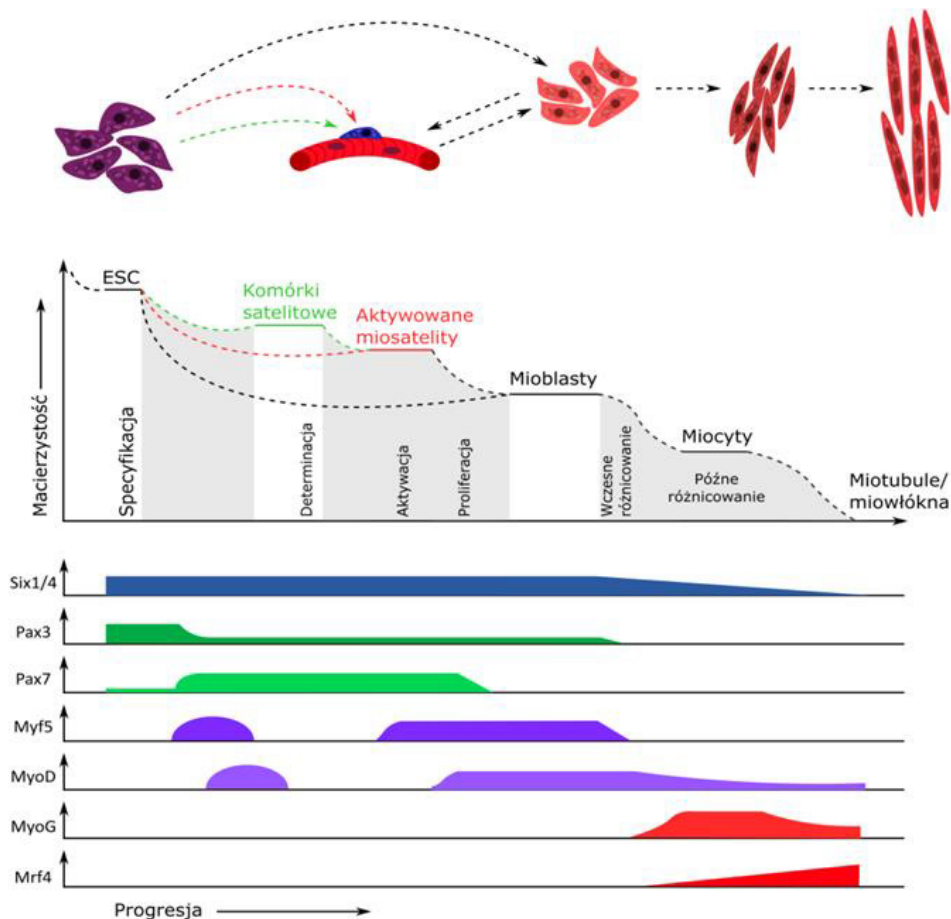 ESC
Komórki
satelitowe
Aktywowane
miosatelity
Mioblasty
Miocyty
Miotubule/
miowłókna
Macierzystość
Specyfikacja
Determinacja
Aktywacja
Proliferacja
Wczesne
różnicowanie
Późne
różnicowanie
Six1/4
Pax3
Pax7
Myf5
MyoD
MyoG
Mrf4
Progresja